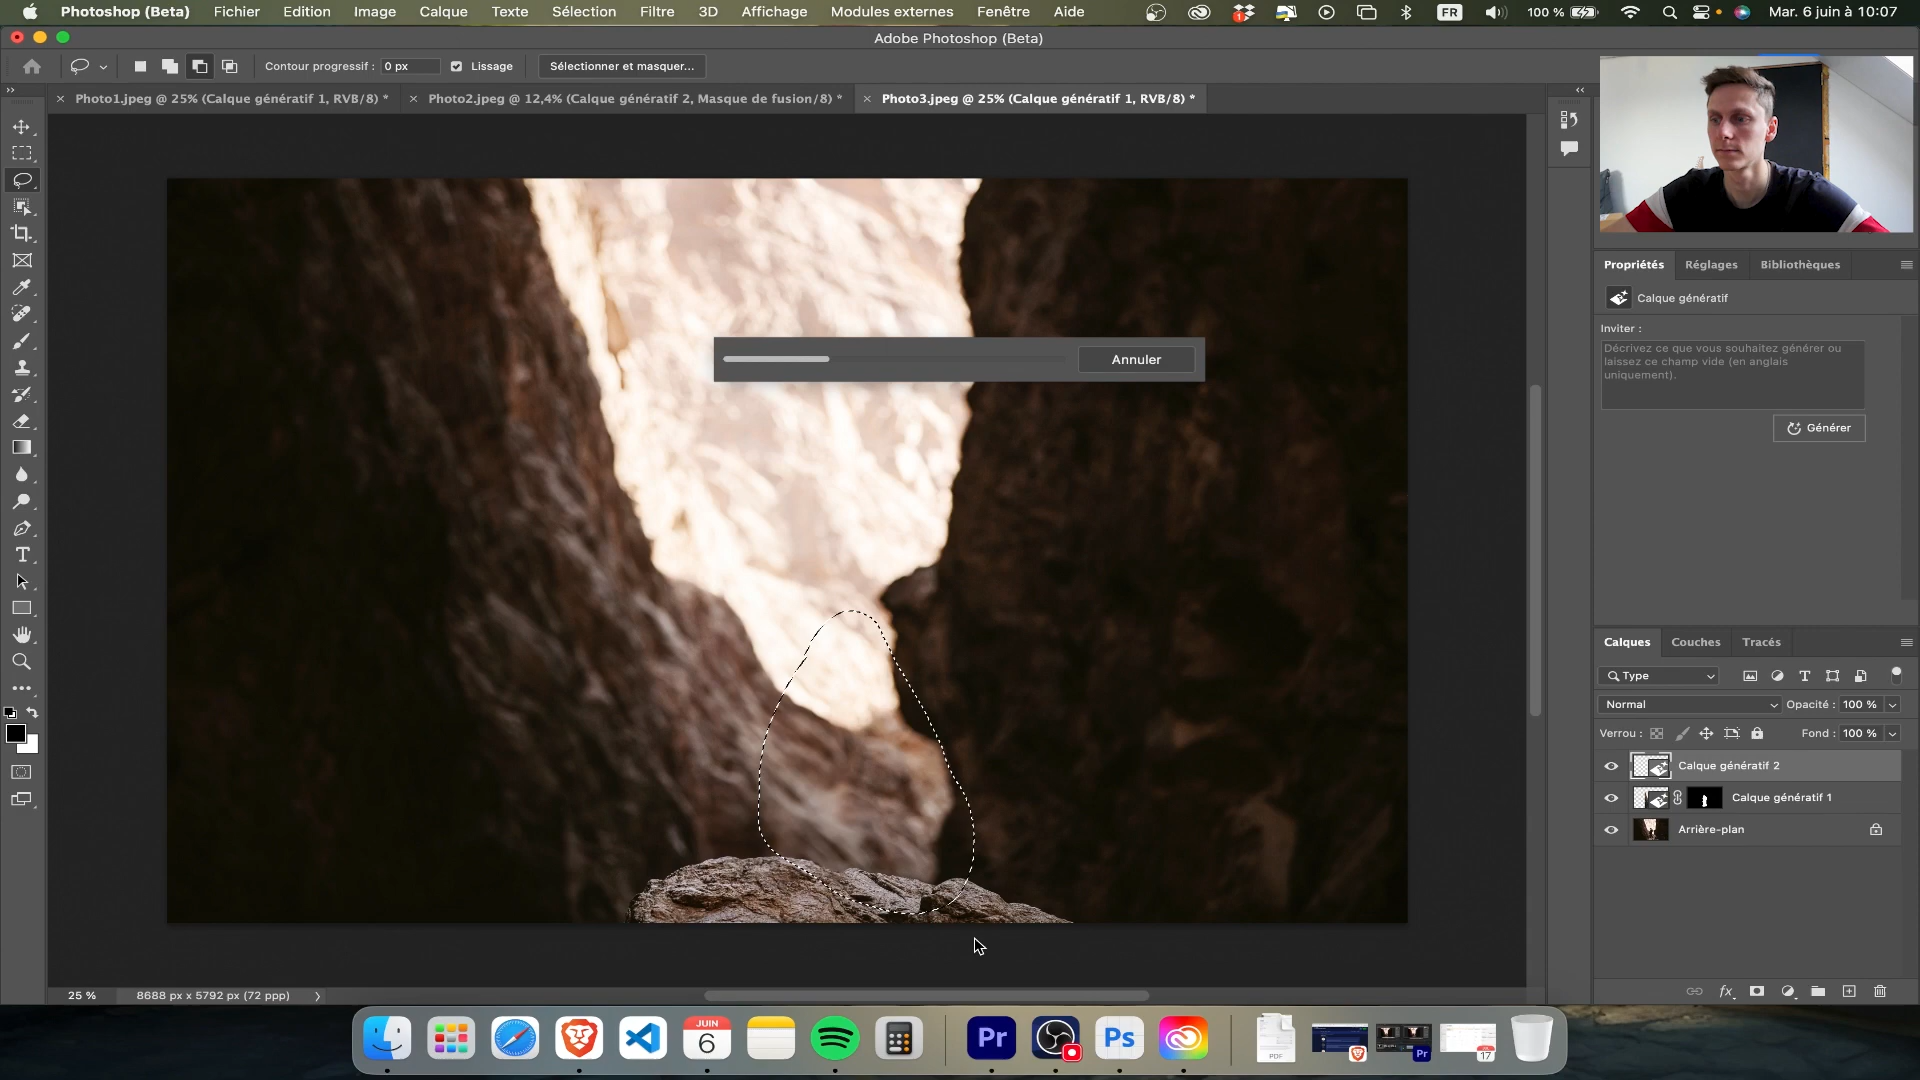 Photoshop (Beta) Fichier Edition Image Calque Texte Sélection Filtre 3D Affichage Modules externes Fenêtre Aide 1 FR 100 % Mar. 6 juin à 10:07
Adobe Photoshop (Beta)
Contour progressif : 0 px Lissage Sélectionner et masquer...
Photo1.jpeg @ 25% (Calque génératif 1, RVB/8) *
Photo2.jpeg @ 12,4% (Calque génératif 2, Masque de fusion/8) *
Photo3.jpeg @ 25% (Calque génératif 1, RVB/8) *
Annuler
Propriétés Réglages Bibliothèques
Calque génératif
Inviter :
Décrivez ce que vous souhaitez générer ou
laissez ce champ vide (en anglais
uniquement).
Générer
Calques Couches Tracés
Type
Normal Opacité : 100 %
Verrou : Fond : 100 %
Calque génératif 2
Calque génératif 1
Arrière-plan
fx
25 % 8688 px x 5792 px (72 ppp)
JUIN
6
Pr Ps PDF Pr 17